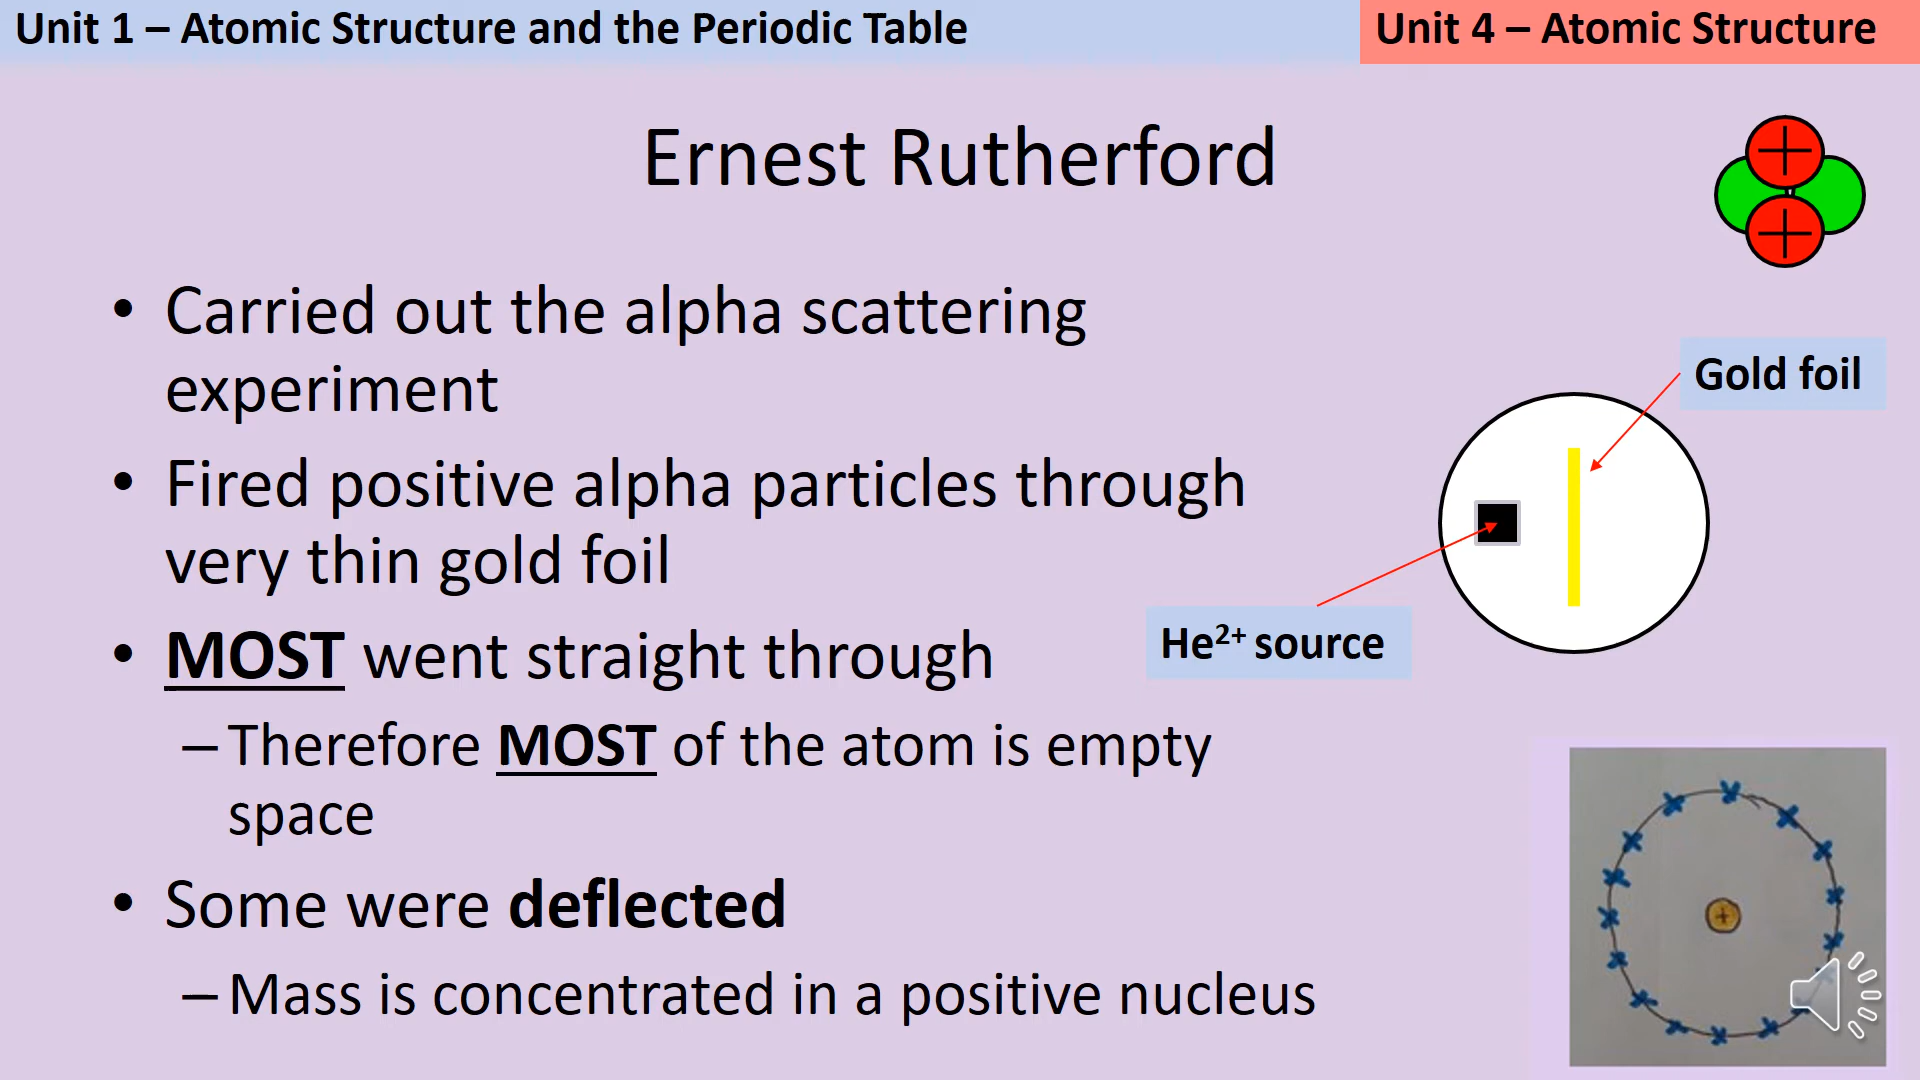 Unit 1 – Atomic Structure and the Periodic Table
Unit 4 – Atomic Structure
Ernest Rutherford
• Carried out the alpha scattering
experiment
• Fired positive alpha particles through
very thin gold foil
• MOST went straight through
– Therefore MOST of the atom is empty
space
• Some were deflected
– Mass is concentrated in a positive nucleus
Gold foil
He²⁺ source